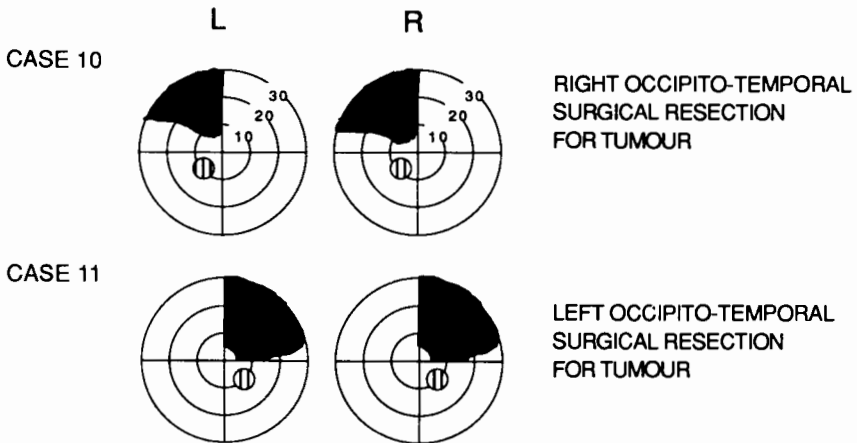 L R
CASE 10
30
20
10
30
20
10
RIGHT OCCIPITO-TEMPORAL
SURGICAL RESECTION
FOR TUMOUR
CASE 11
LEFT OCCIPITO-TEMPORAL
SURGICAL RESECTION
FOR TUMOUR